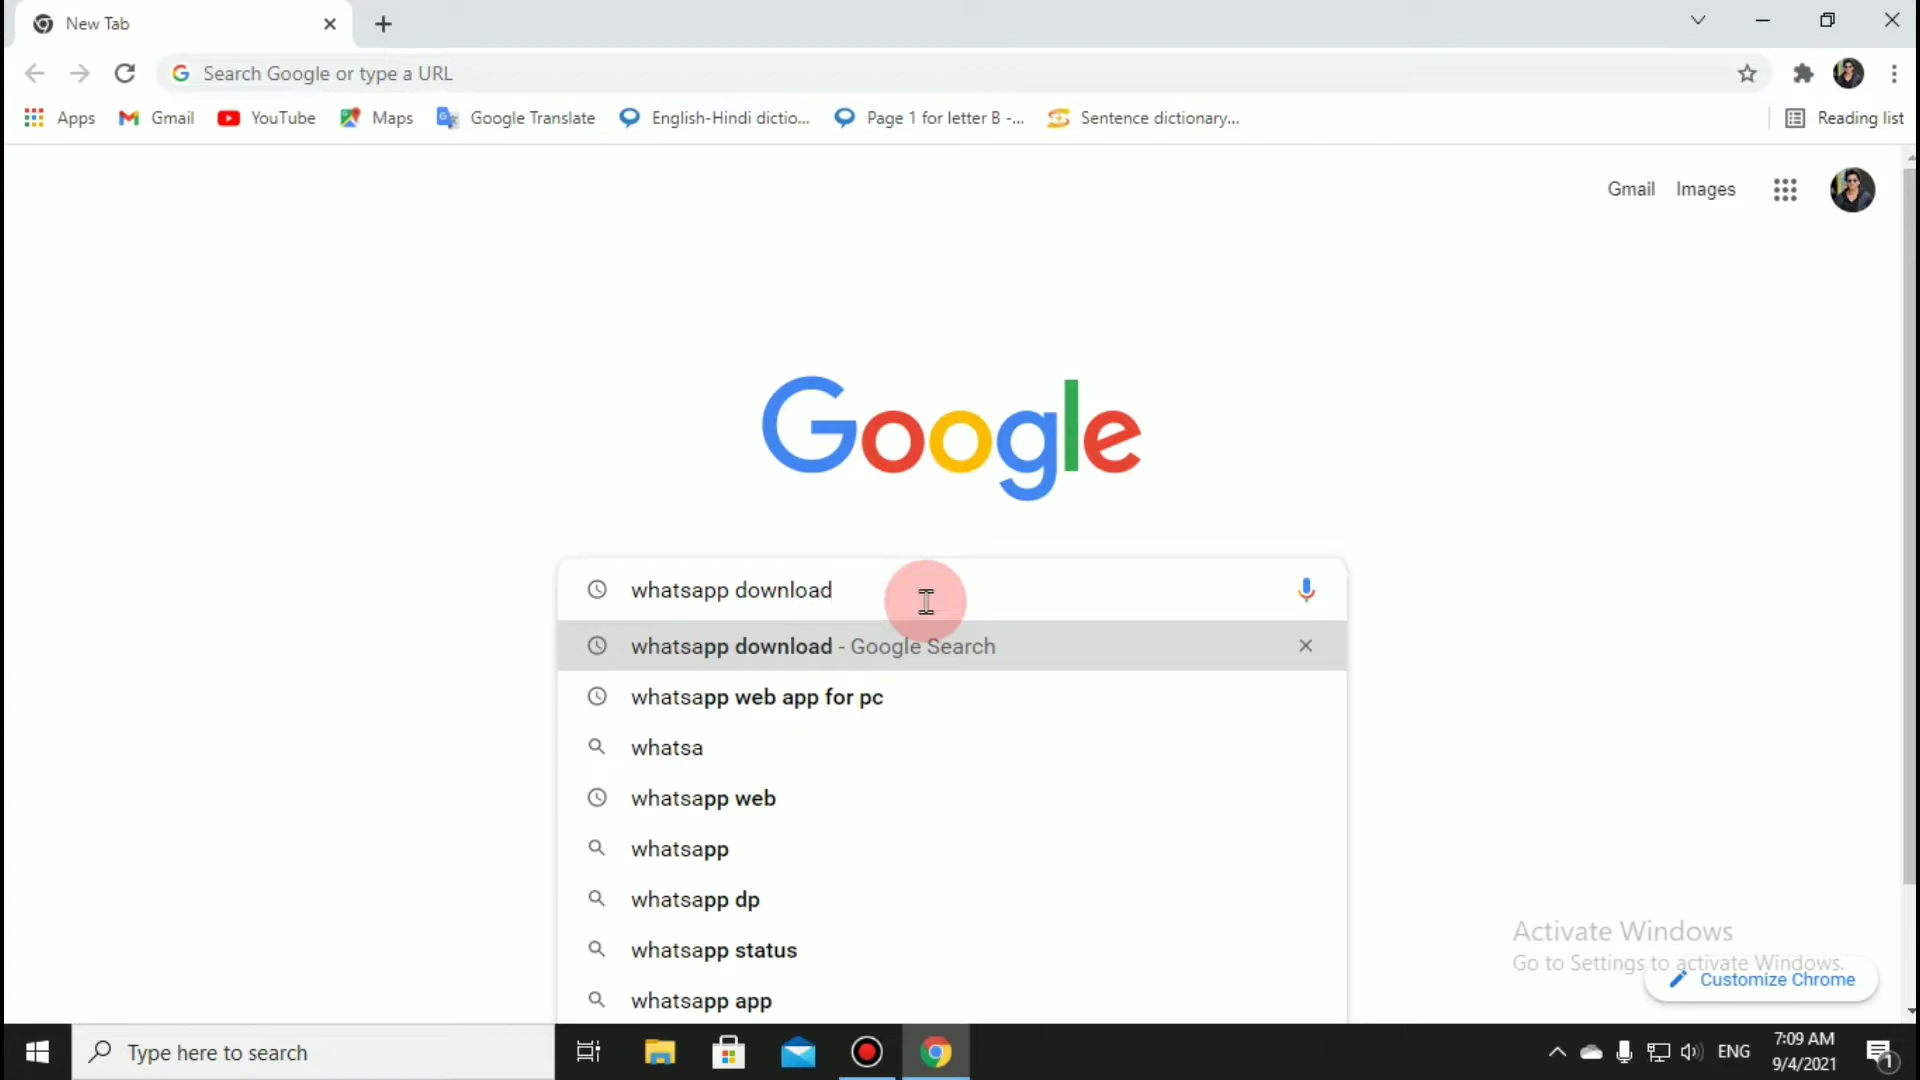 New Tab
Search Google or type a URL
Apps Gmail YouTube Maps Google Translate English-Hindi dictio... Page 1 for letter B -... Sentence dictionary... Reading list
Gmail Images
Google
whatsapp download
whatsapp download - Google Search
whatsapp web app for pc
whatsa
whatsapp web
whatsapp
whatsapp dp
whatsapp status
whatsapp app
Activate Windows
Go to Settings to activate Windows.
Customize Chrome
Type here to search
ENG
7:09 AM
9/4/2021
1